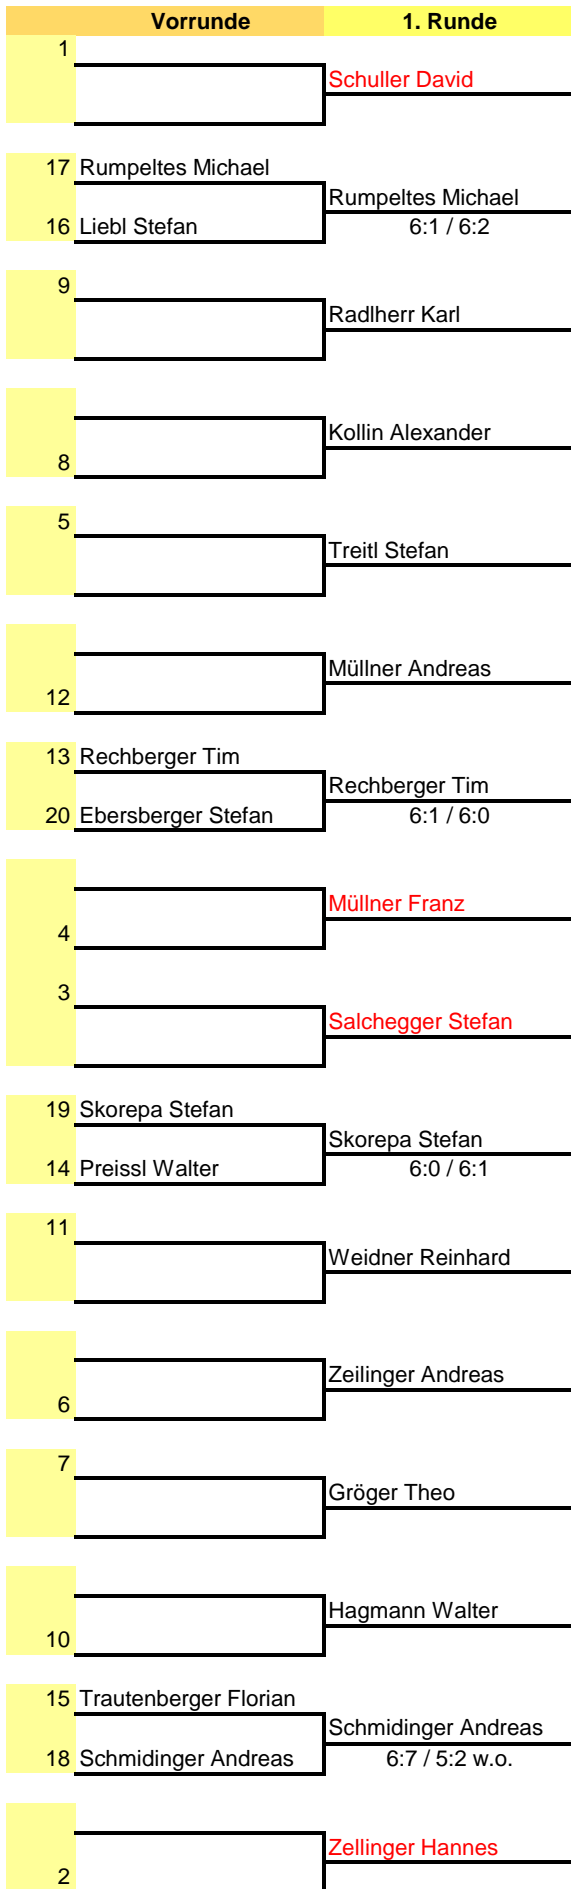 Vorrunde 1. Runde
1
Schuller David
17 Rumpeltes Michael
Rumpeltes Michael
16 Liebl Stefan 6:1 / 6:2
9
Radlherr Karl
Kollin Alexander
8
5
Treitl Stefan
Müllner Andreas
12
13 Rechberger Tim
Rechberger Tim
20 Ebersberger Stefan 6:1 / 6:0
Müllner Franz
4
3
Salchegger Stefan
19 Skorepa Stefan
Skorepa Stefan
14 Preissl Walter 6:0 / 6:1
11
Weidner Reinhard
Zeilinger Andreas
6
7
Gröger Theo
Hagmann Walter
10
15 Trautenberger Florian
Schmidinger Andreas
18 Schmidinger Andreas 6:7 / 5:2 w.o.
Zellinger Hannes
2